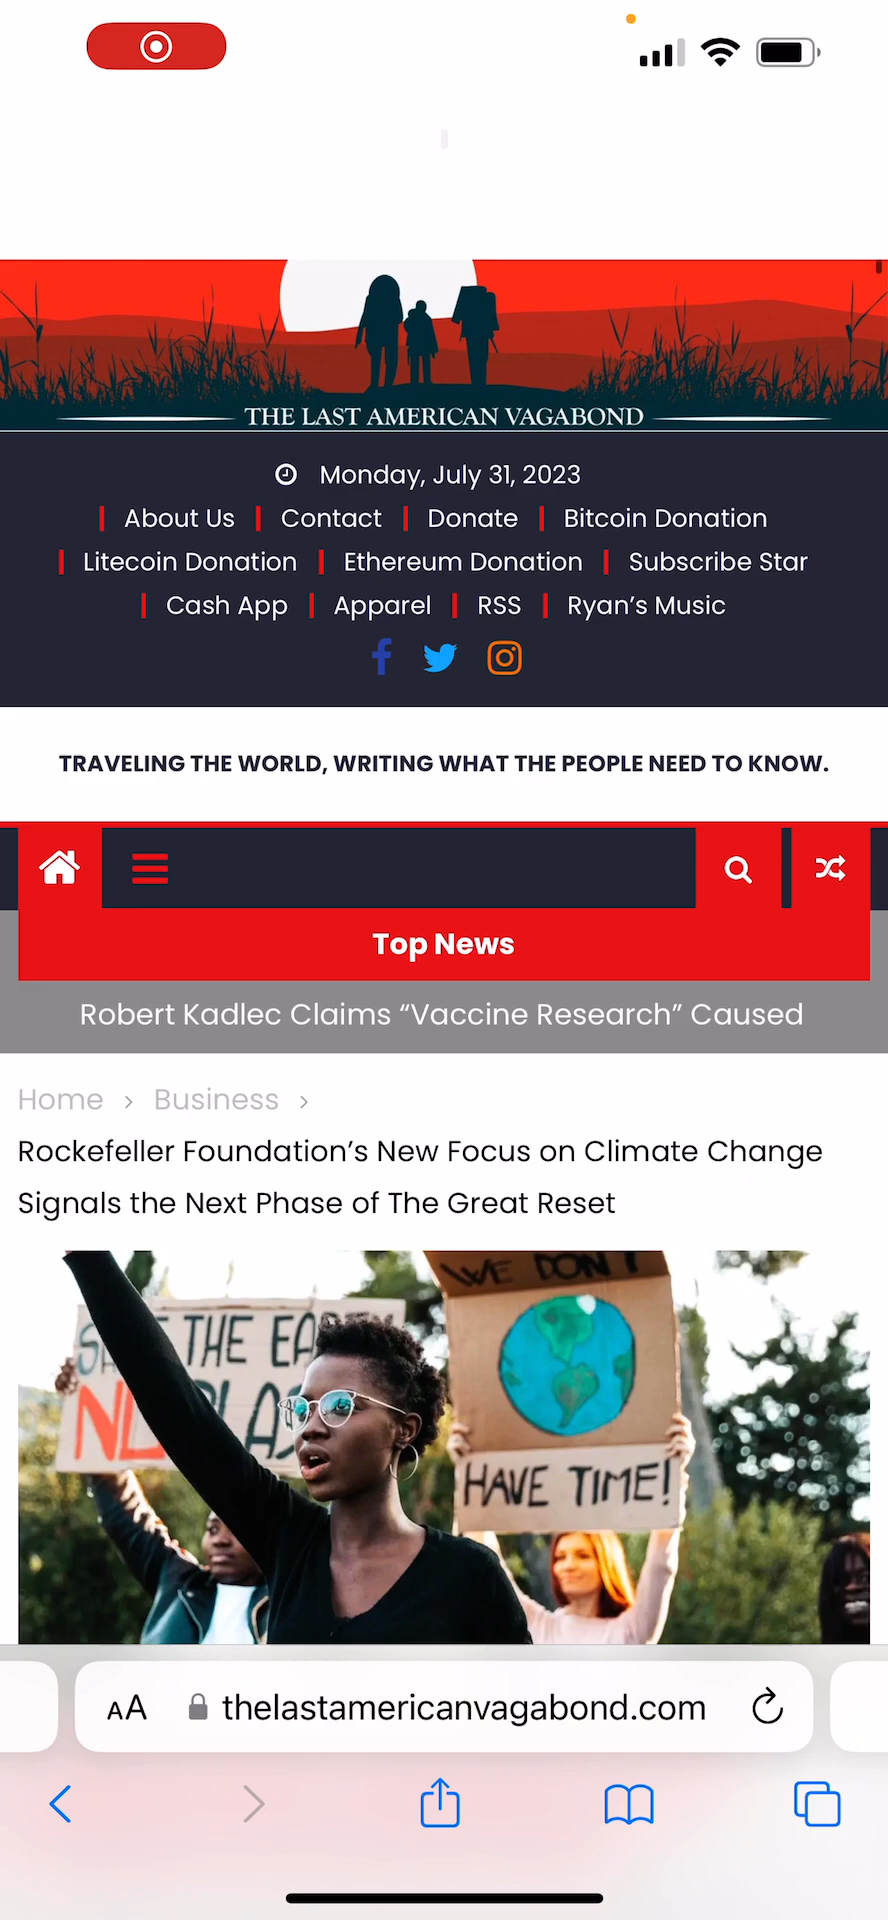 THE LAST AMERICAN VAGABOND
Monday, July 31, 2023
About Us | Contact | Donate | Bitcoin Donation
Litecoin Donation | Ethereum Donation | Subscribe Star
Cash App | Apparel | RSS | Ryan's Music
TRAVELING THE WORLD, WRITING WHAT THE PEOPLE NEED TO KNOW.
Top News
Robert Kadlec Claims “Vaccine Research” Caused
Home > Business >
Rockefeller Foundation’s New Focus on Climate Change
Signals the Next Phase of The Great Reset
WE DON'T
THE
HAVE TIME!
AA thelastamericanvagabond.com